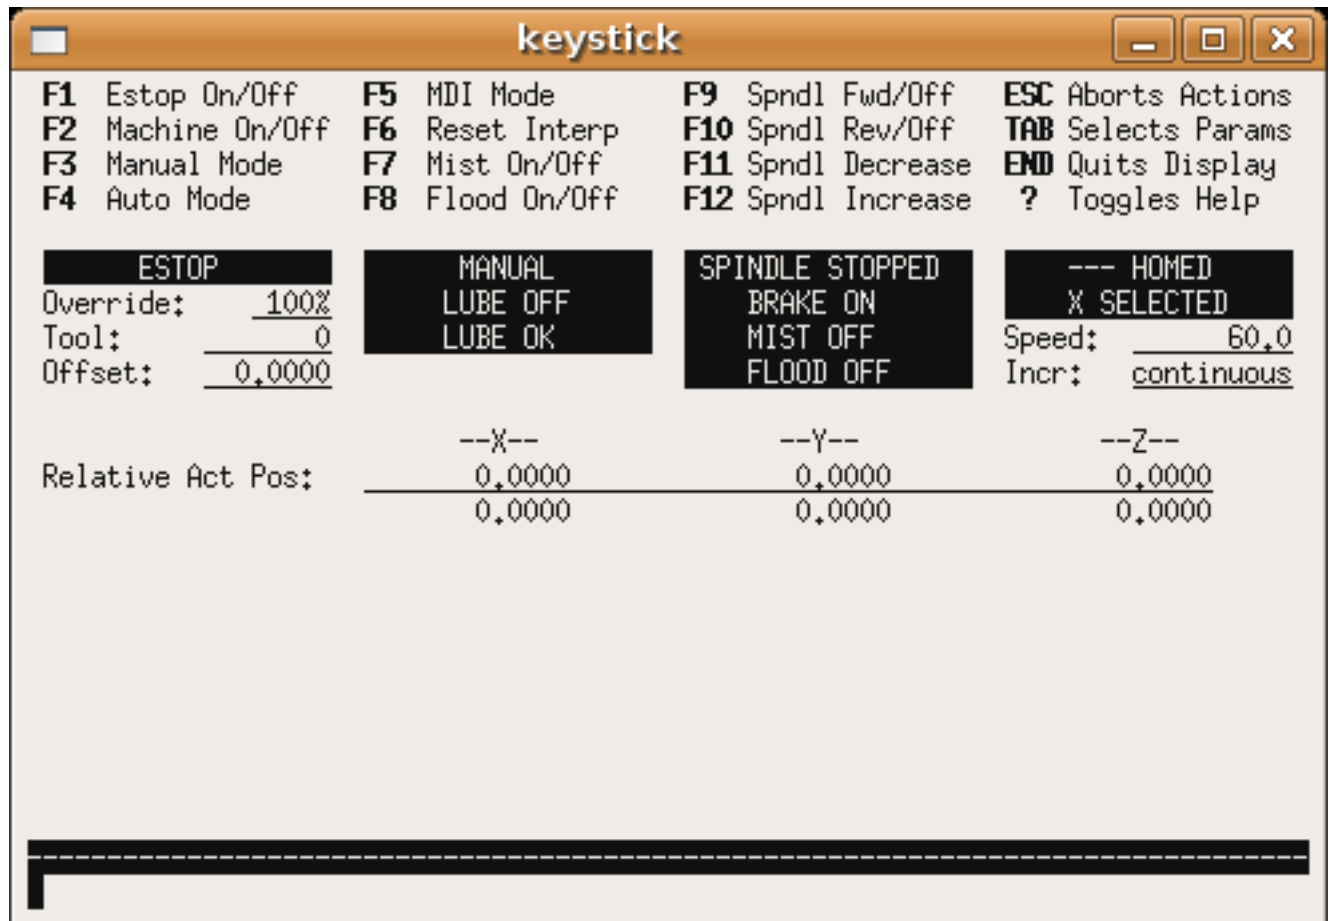 keystick
F1 Estop On/Off F5 MDI Mode F9 Spndl Fwd/Off ESC Aborts Actions
F2 Machine On/Off F6 Reset Interp F10 Spndl Rev/Off TAB Selects Params
F3 Manual Mode F7 Mist On/Off F11 Spndl Decrease END Quits Display
F4 Auto Mode F8 Flood On/Off F12 Spndl Increase ? Toggles Help
ESTOP MANUAL SPINDLE STOPPED --- HOMED
Override: 100% LUBE OFF BRAKE ON X SELECTED
Tool: 0 LUBE OK MIST OFF Speed: 60.0
Offset: 0.0000 FLOOD OFF Incr: continuous
--X-- --Y-- --Z--
Relative Act Pos: 0.0000 0.0000 0.0000
0.0000 0.0000 0.0000
--------------------------------------------------------------------------------